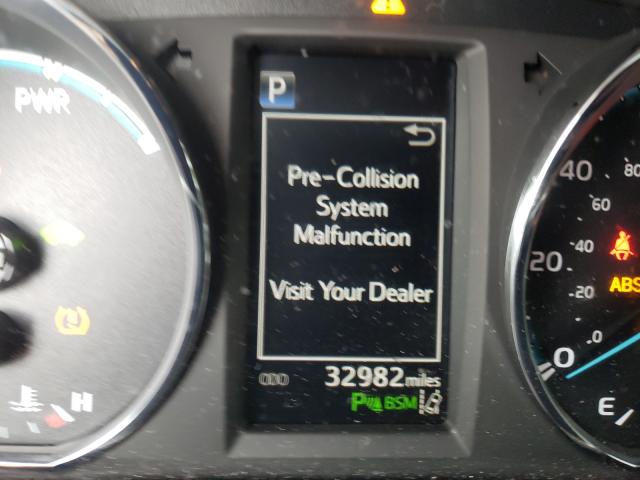 PWR
P
Pre-Collision
System
Malfunction
Visit Your Dealer
32982 miles
P BSM
H
40
80
60
40
20
20
0
0
ABS
E